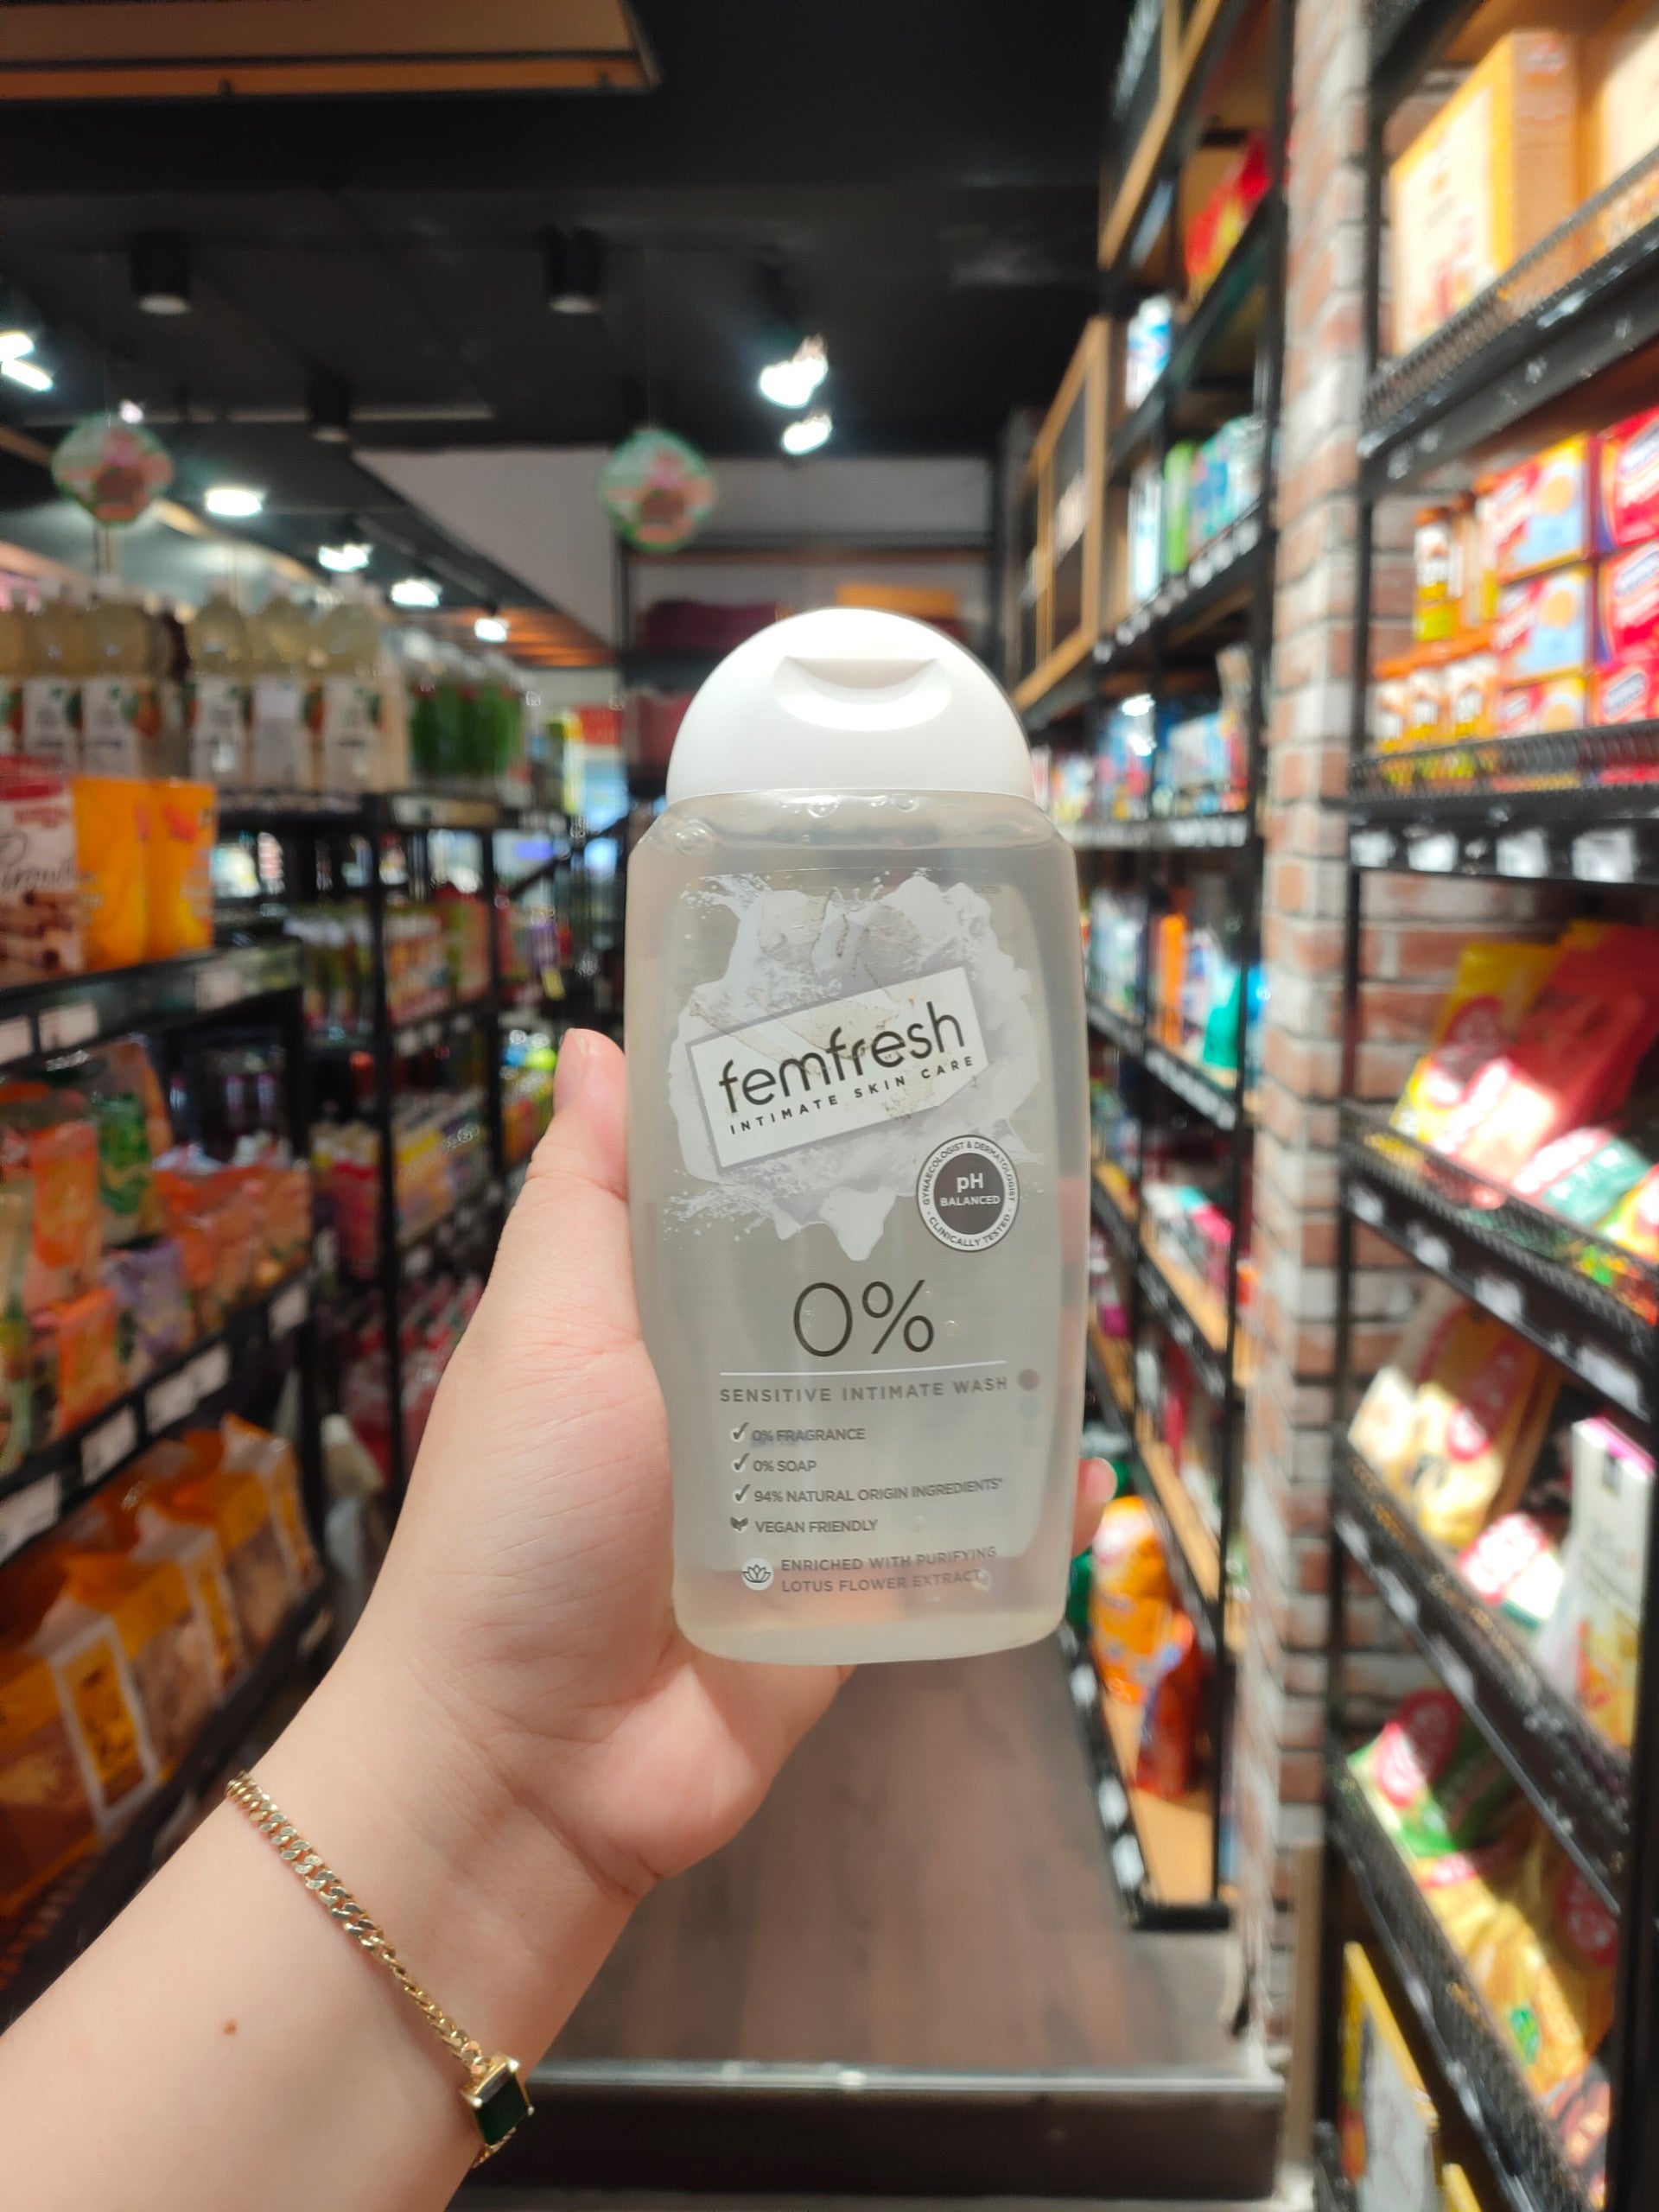 femfresh
INTIMATE SKIN CARE
GYNAECOLOGIST & DERMATOLOGIST
pH
BALANCED
- CLINICALLY TESTED -
0%
SENSITIVE INTIMATE WASH
0% FRAGRANCE
0% SOAP
94% NATURAL ORIGIN INGREDIENTS*
VEGAN FRIENDLY
ENRICHED WITH PURIFYING
LOTUS FLOWER EXTRACT